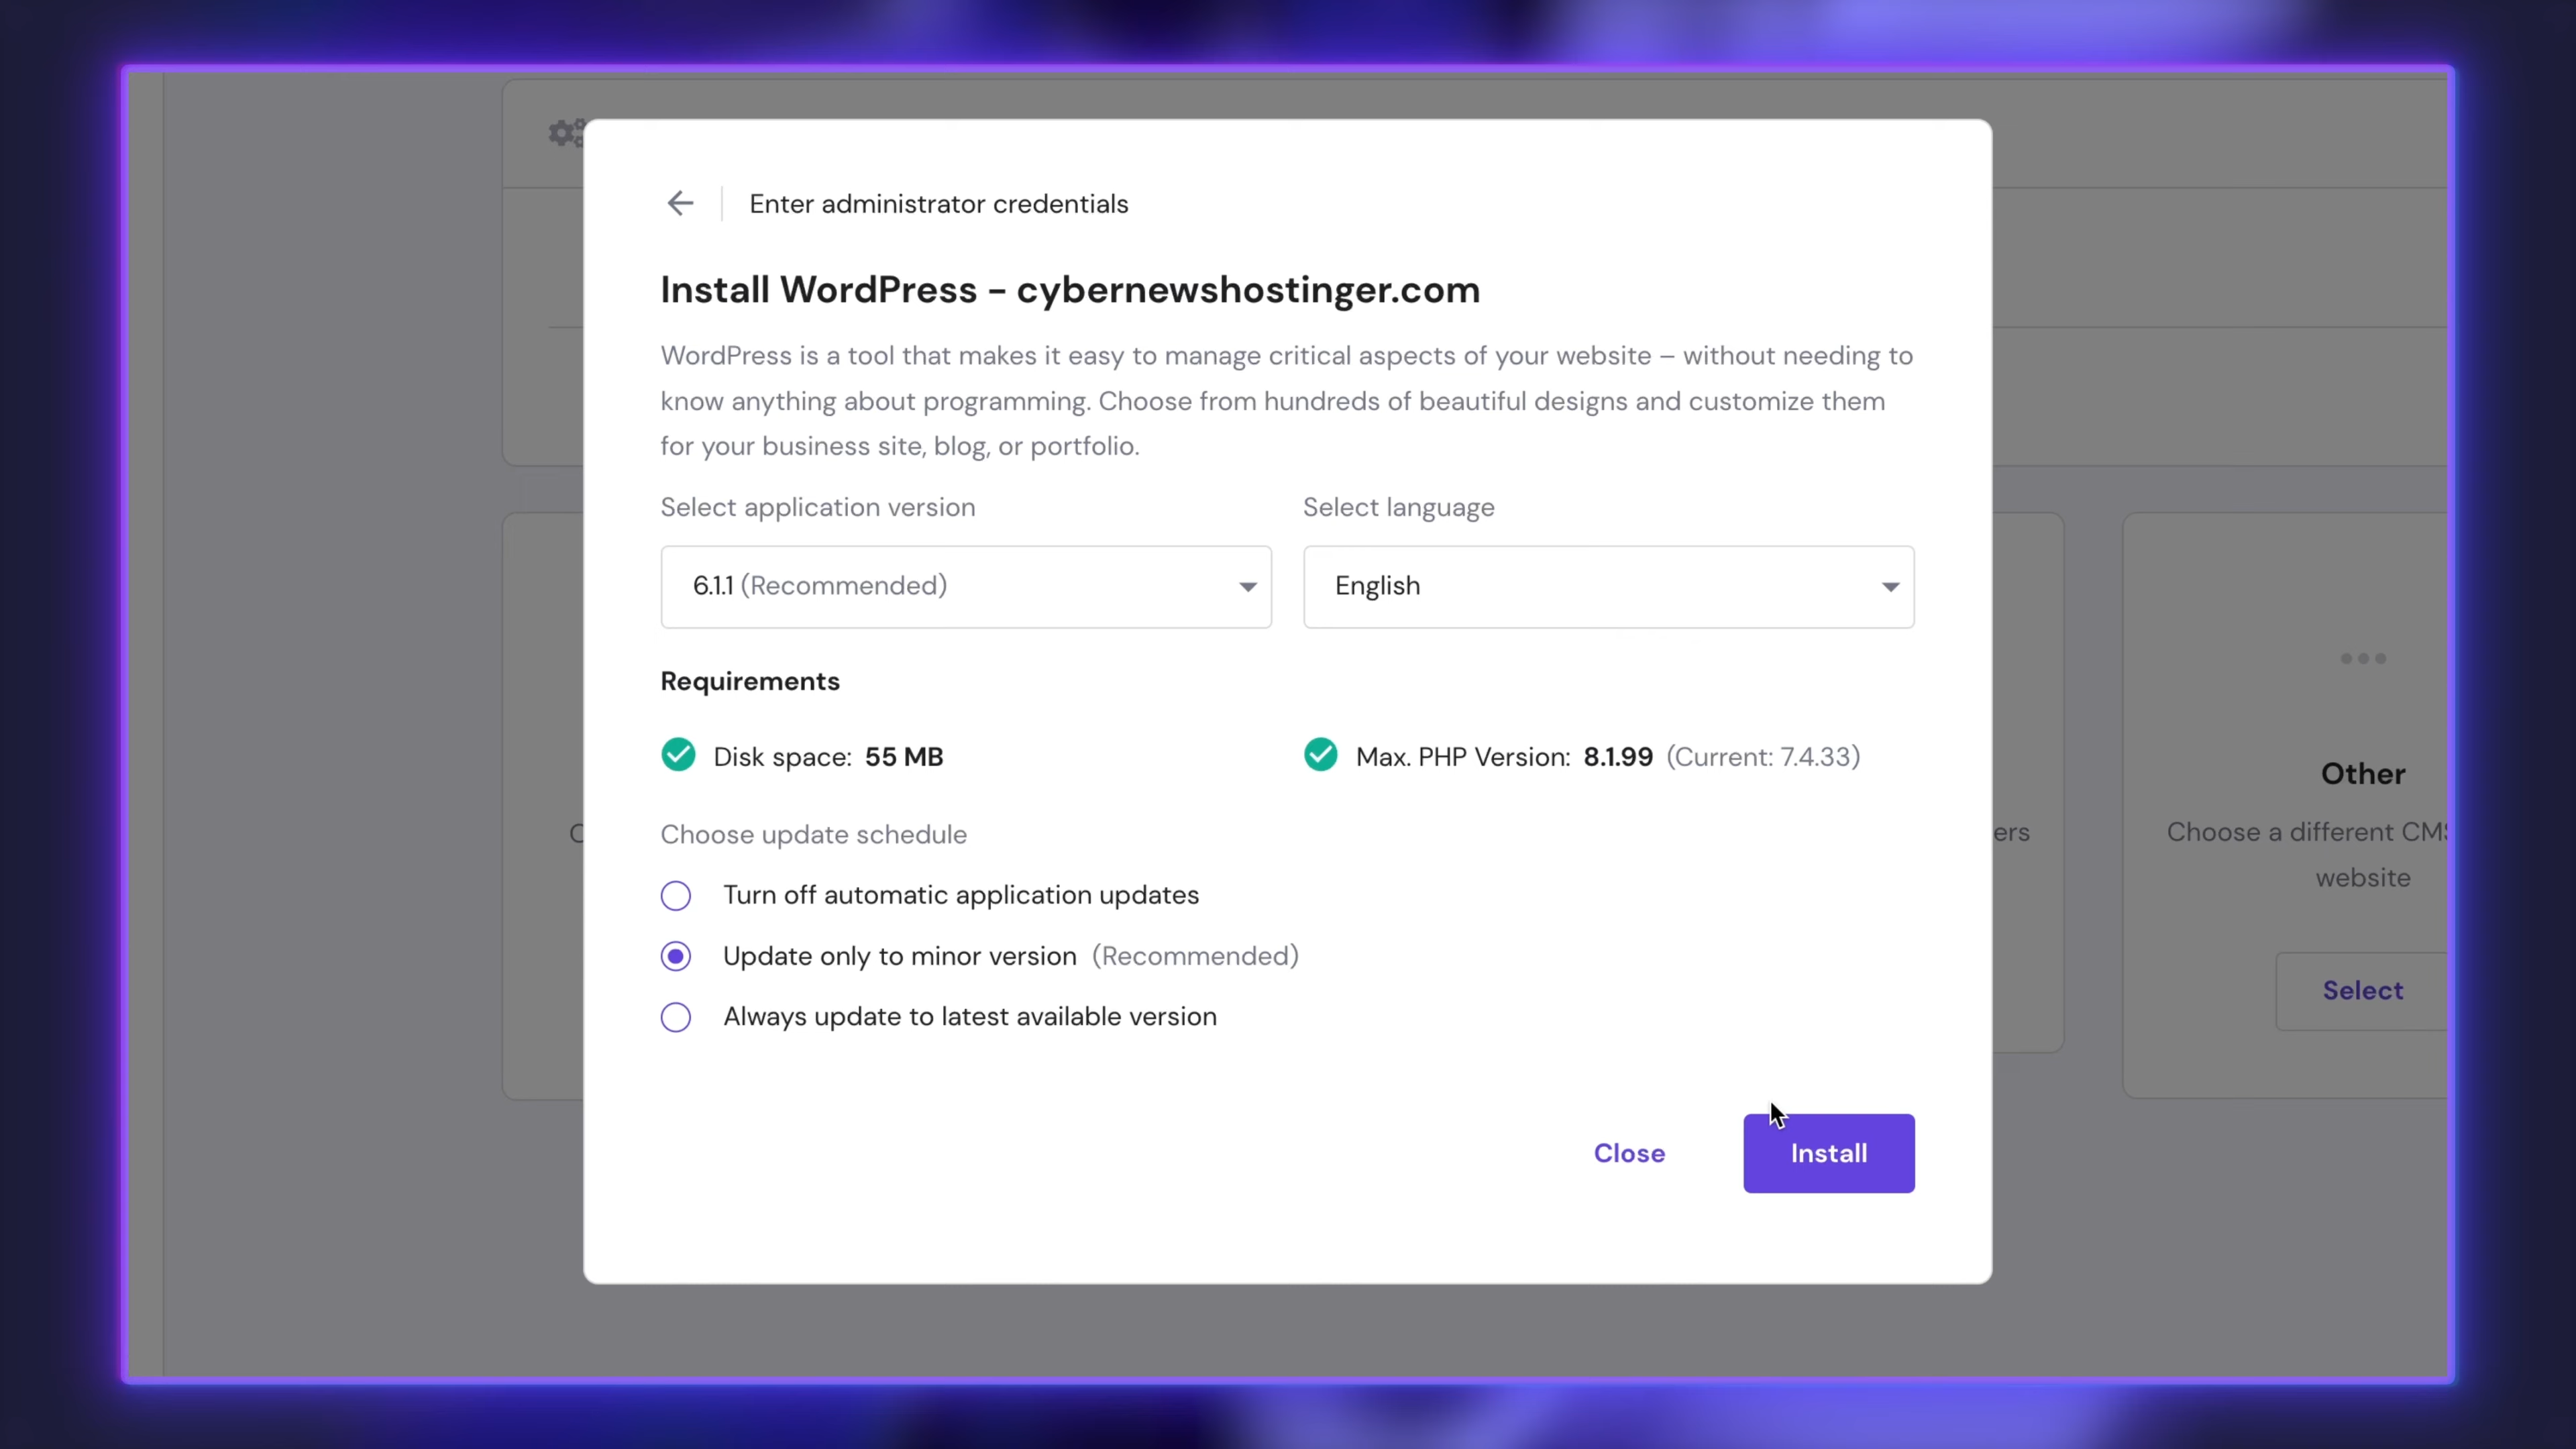 Enter administrator credentials
Install WordPress - cybernewshostinger.com
WordPress is a tool that makes it easy to manage critical aspects of your website – without needing to
know anything about programming. Choose from hundreds of beautiful designs and customize them
for your business site, blog, or portfolio.
Select application version
Select language
6.1.1 (Recommended)
English
Requirements
Disk space: 55 MB
Max. PHP Version: 8.1.99 (Current: 7.4.33)
Choose update schedule
Turn off automatic application updates
Update only to minor version (Recommended)
Always update to latest available version
Close
Install
Other
Choose a different CMS
website
Select